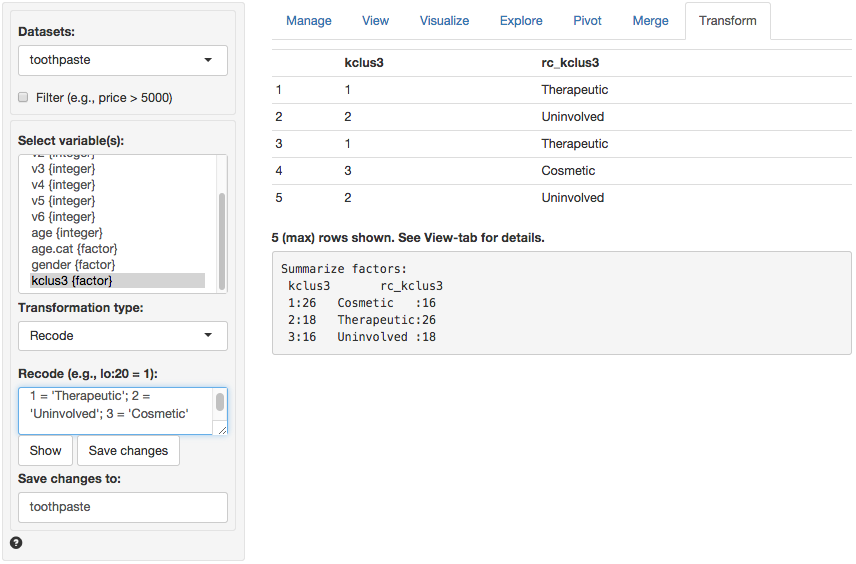 Datasets:
toothpaste
Filter (e.g., price > 5000)
Select variable(s):
v2 {integer}
v3 {integer}
v4 {integer}
v5 {integer}
v6 {integer}
age {integer}
age.cat {factor}
gender {factor}
kclus3 {factor}
Transformation type:
Recode
Recode (e.g., lo:20 = 1):
1 = 'Therapeutic'; 2 =
'Uninvolved'; 3 = 'Cosmetic'
Show Save changes
Save changes to:
toothpaste
?
Manage View Visualize Explore Pivot Merge Transform
kclus3 rc_kclus3
1 1 Therapeutic
2 2 Uninvolved
3 1 Therapeutic
4 3 Cosmetic
5 2 Uninvolved
5 (max) rows shown. See View-tab for details.
Summarize factors:
kclus3 rc_kclus3
1:26 Cosmetic :16
2:18 Therapeutic:26
3:16 Uninvolved :18